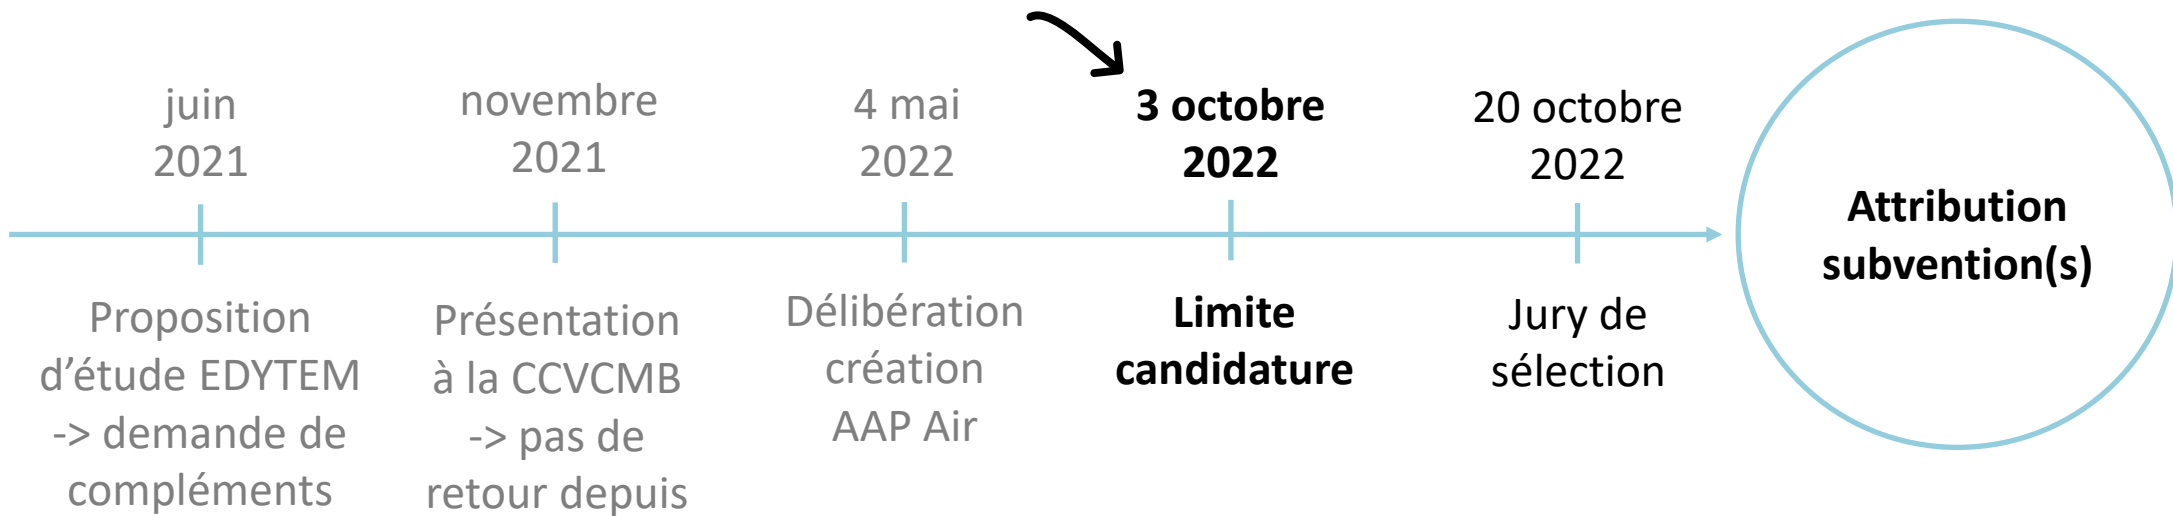 juin
2021
Proposition
d’étude EDYTEM
-> demande de
compléments
novembre
2021
Présentation
à la CCVCMB
-> pas de
retour depuis
4 mai
2022
Délibération
création
AAP Air
3 octobre
2022
Limite
candidature
20 octobre
2022
Jury de
sélection
Attribution
subvention(s)